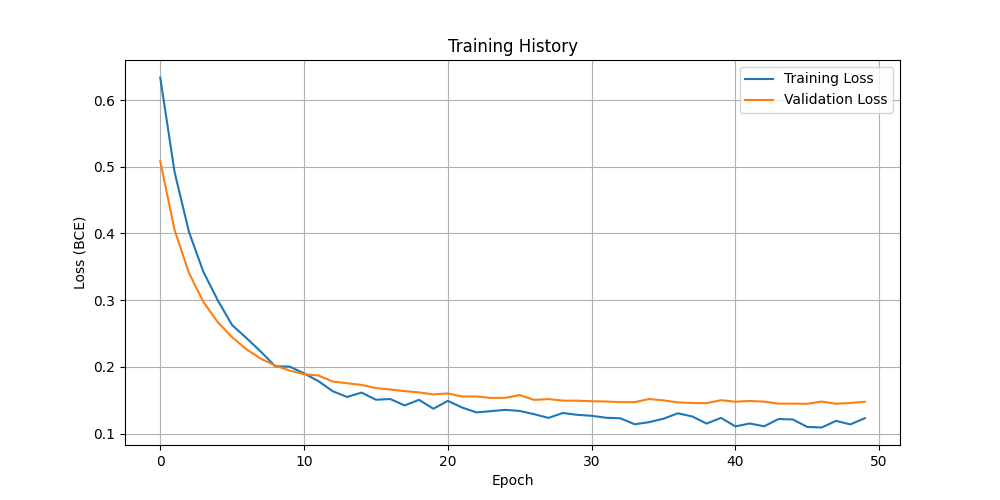 Training History
Training Loss
Validation Loss
0.6
0.5
0.4
0.3
0.2
0.1
Loss (BCE)
0 10 20 30 40 50
Epoch